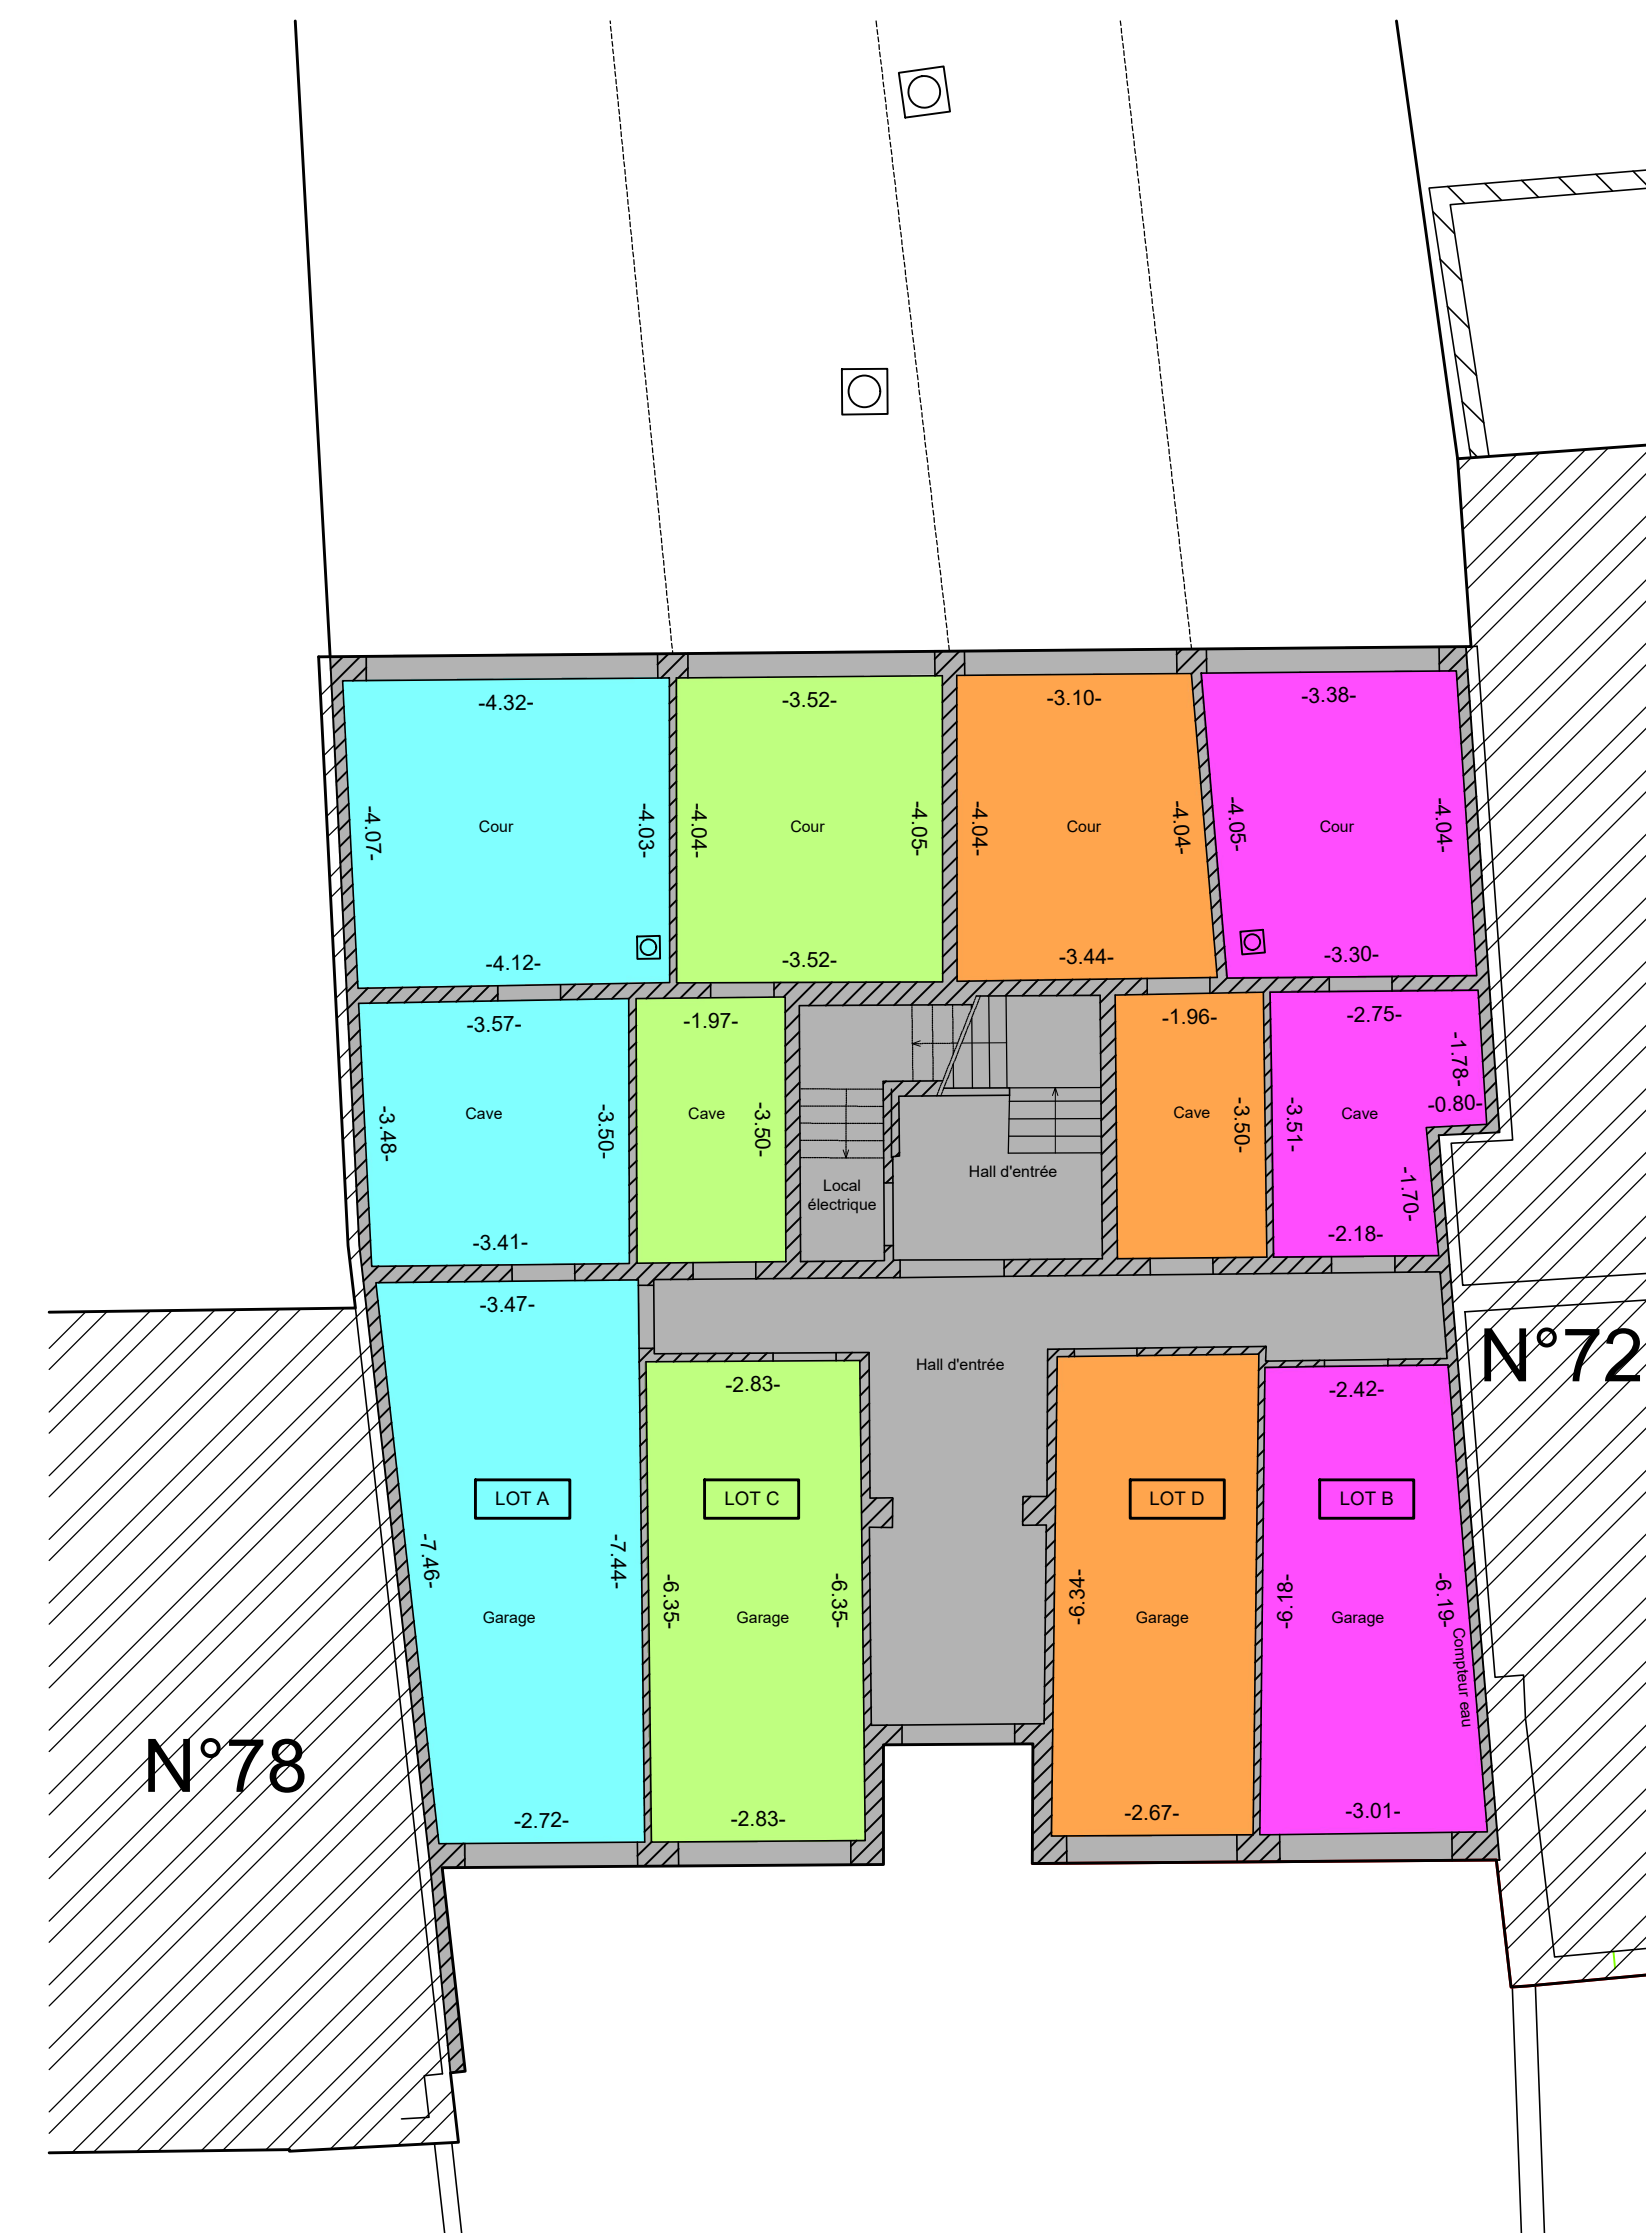 -4.32-
-3.52-
-3.10-
-3.38-
-4.07-
Cour
-4.03-
-4.04-
Cour
-4.05-
-4.04-
Cour
-4.04-
-4.05-
Cour
-4.04-
-4.12-
-3.52-
-3.44-
-3.30-
-3.57-
-1.97-
-1.96-
-2.75-
-1.78-
-0.80-
-3.48-
Cave
-3.50-
Cave
-3.50-
Cave
-3.50-
-3.51-
Cave
Hall d'entrée
Local
électrique
-1.70-
-3.41-
-2.18-
-3.47-
N°72
Hall d'entrée
-2.83-
-2.42-
LOT A
LOT C
LOT D
LOT B
-7.46-
-7.44-
-6.35-
-6.35-
-6.34-
-6.18-
-6.19-
Garage
Garage
Garage
Garage
Compteur eau
N°78
-2.72-
-2.83-
-2.67-
-3.01-